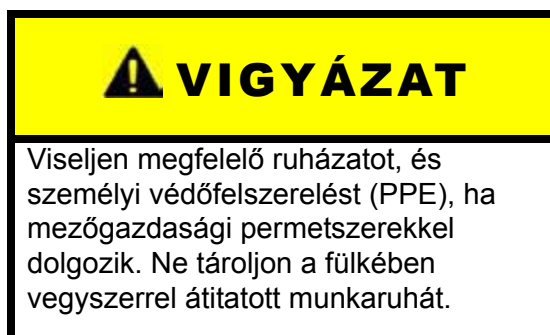 VIGYÁZAT
Viseljen megfelelő ruházatot, és
személyi védőfelszerelést (PPE), ha
mezőgazdasági permetszerekkel
dolgozik. Ne tároljon a fülkében
vegyszerrel átitatott munkaruhát.